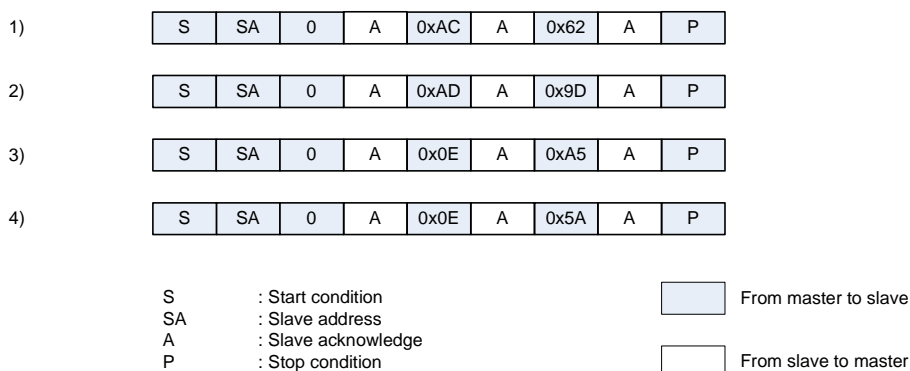 1) S SA 0 A 0xAC A 0x62 A P
2) S SA 0 A 0xAD A 0x9D A P
3) S SA 0 A 0x0E A 0xA5 A P
4) S SA 0 A 0x0E A 0x5A A P
S : Start condition
SA : Slave address
A : Slave acknowledge
P : Stop condition
From master to slave
From slave to master